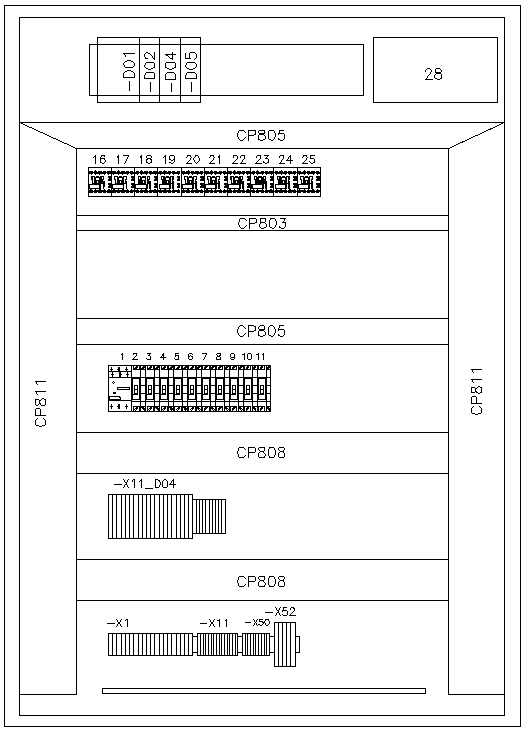 -D01 -D02 -D04 -D05
28
CP805
16 17 18 19 20 21 22 23 24 25
CP803
CP805
1 2 3 4 5 6 7 8 9 10 11
CP811
CP811
CP808
-X11_D04
CP808
-X52
-X1 -X11 -X50